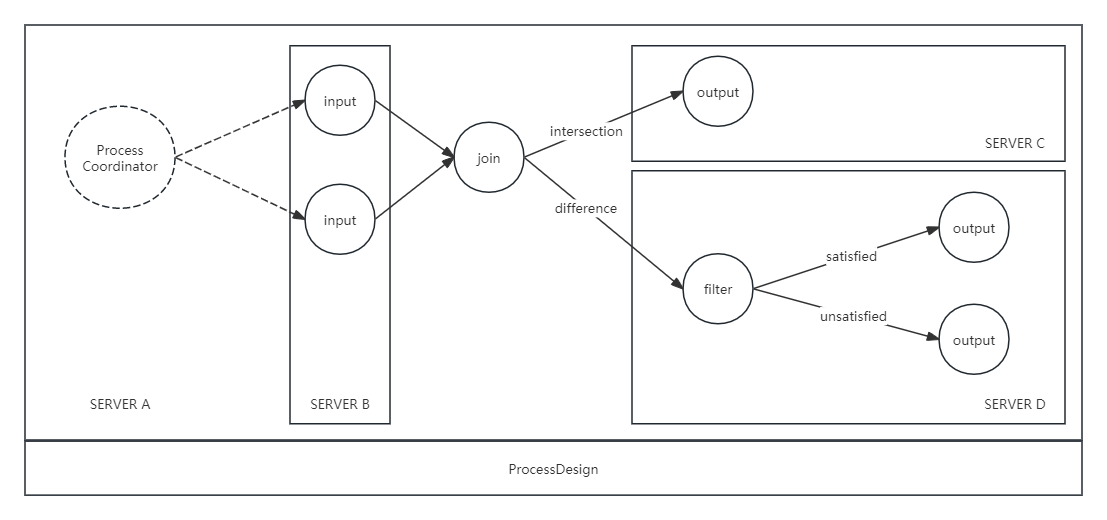 Process
Coordinator
input
input
join
intersection
difference
output
SERVER C
filter
satisfied
unsatisfied
output
output
SERVER A
SERVER B
SERVER D
ProcessDesign